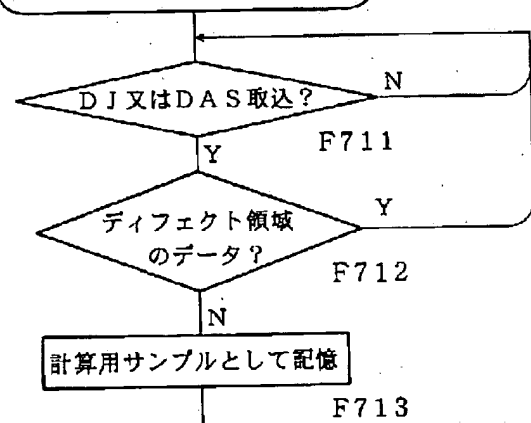 DJ又はDAS取込？
N
F711
Y
ディフェクト領域
のデータ？
Y
F712
N
計算用サンプルとして記憶
F713